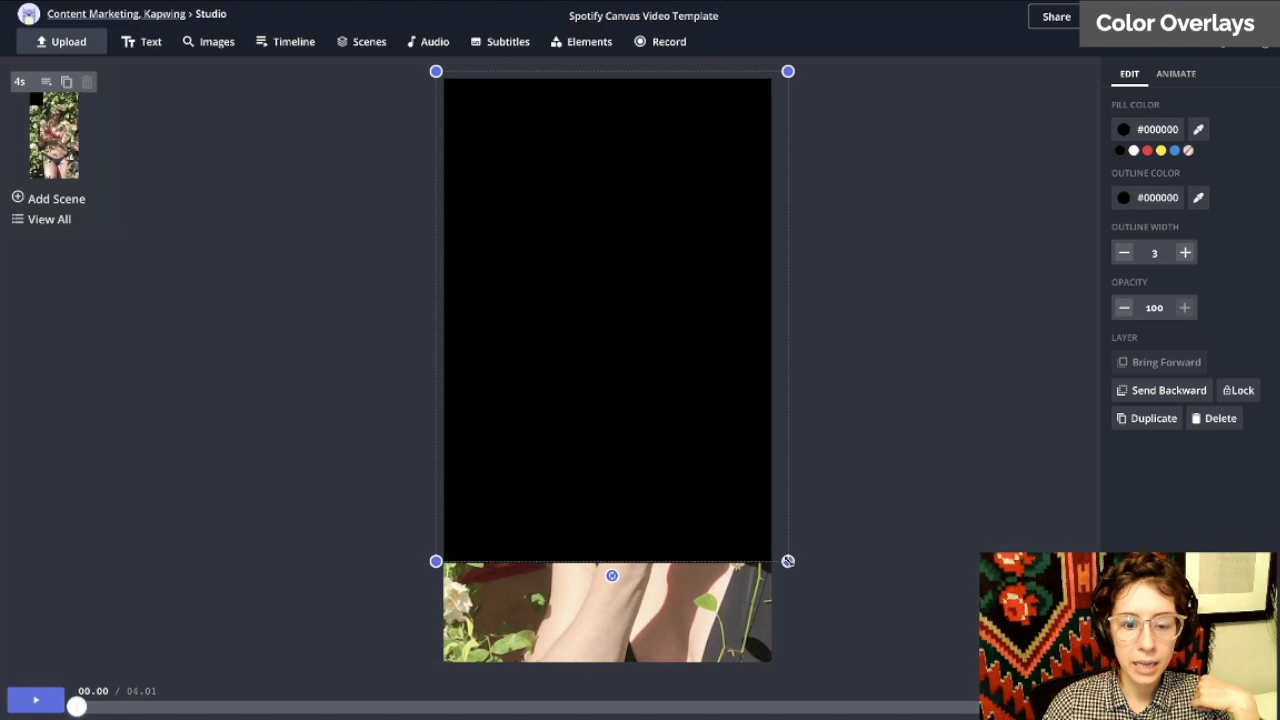 Content Marketing, Kapwing › Studio
Spotify Canvas Video Template
Share
Color Overlays
Upload
Text
Images
Timeline
Scenes
Audio
Subtitles
Elements
Record
4s
Add Scene
View All
EDIT
ANIMATE
FILL COLOR
#000000
OUTLINE COLOR
#000000
OUTLINE WIDTH
3
OPACITY
100
LAYER
Bring Forward
Send Backward
Lock
Duplicate
Delete
00.00 / 04.01